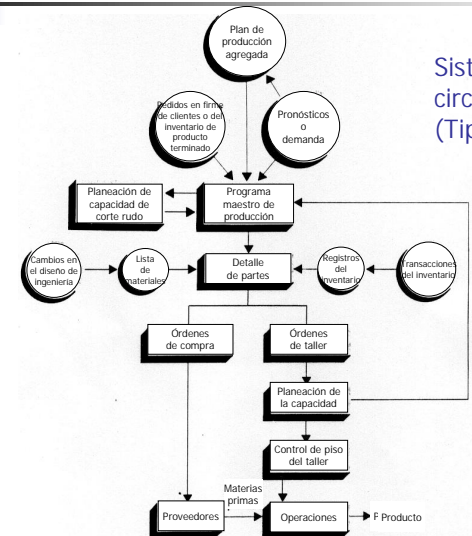 Plan de
producción
agregada
Sist
circ
(Tip
Pedidos en firme
de clientes o del
inventario de
producto
terminado
Pronósticos
o
demanda
Planeación de
capacidad de
corte rudo
Programa
maestro de
producción
Cambios en
el diseño de
ingeniería
Lista
de
materiales
Detalle
de partes
Registros
del
inventario
Transacciones
del inventario
Órdenes
de compra
Órdenes
de taller
Planeación de
la capacidad
Control de piso
del taller
Materias
primas
Proveedores
Operaciones
F Producto